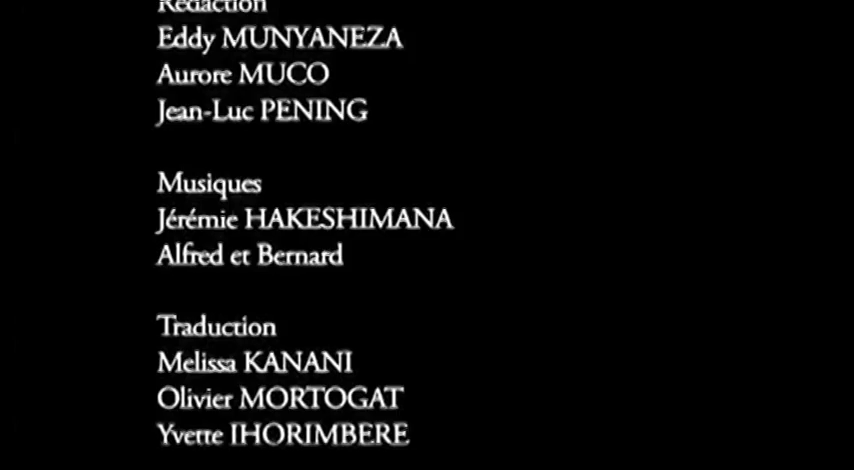 Rédaction
Eddy MUNYANEZA
Aurore MUCO
Jean-Luc PENING
Musiques
Jérémie HAKESHIMANA
Alfred et Bernard
Traduction
Melissa KANANI
Olivier MORTOGAT
Yvette IHORIMBERE